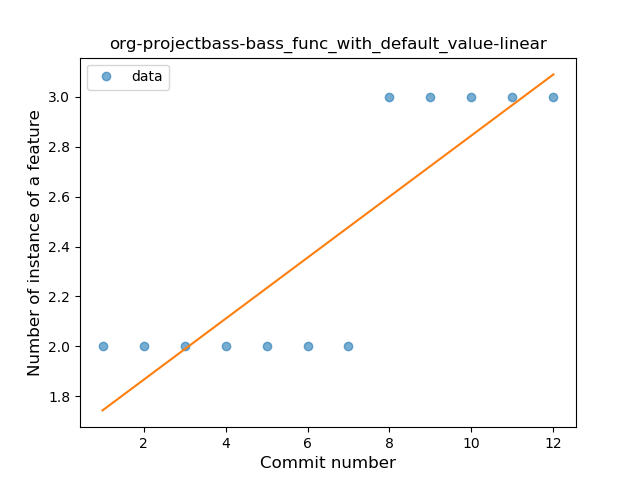 org-projectbass-bass_func_with_default_value-linear
data
Number of instance of a feature
3.0
2.8
2.6
2.4
2.2
2.0
1.8
2 4 6 8 10 12
Commit number